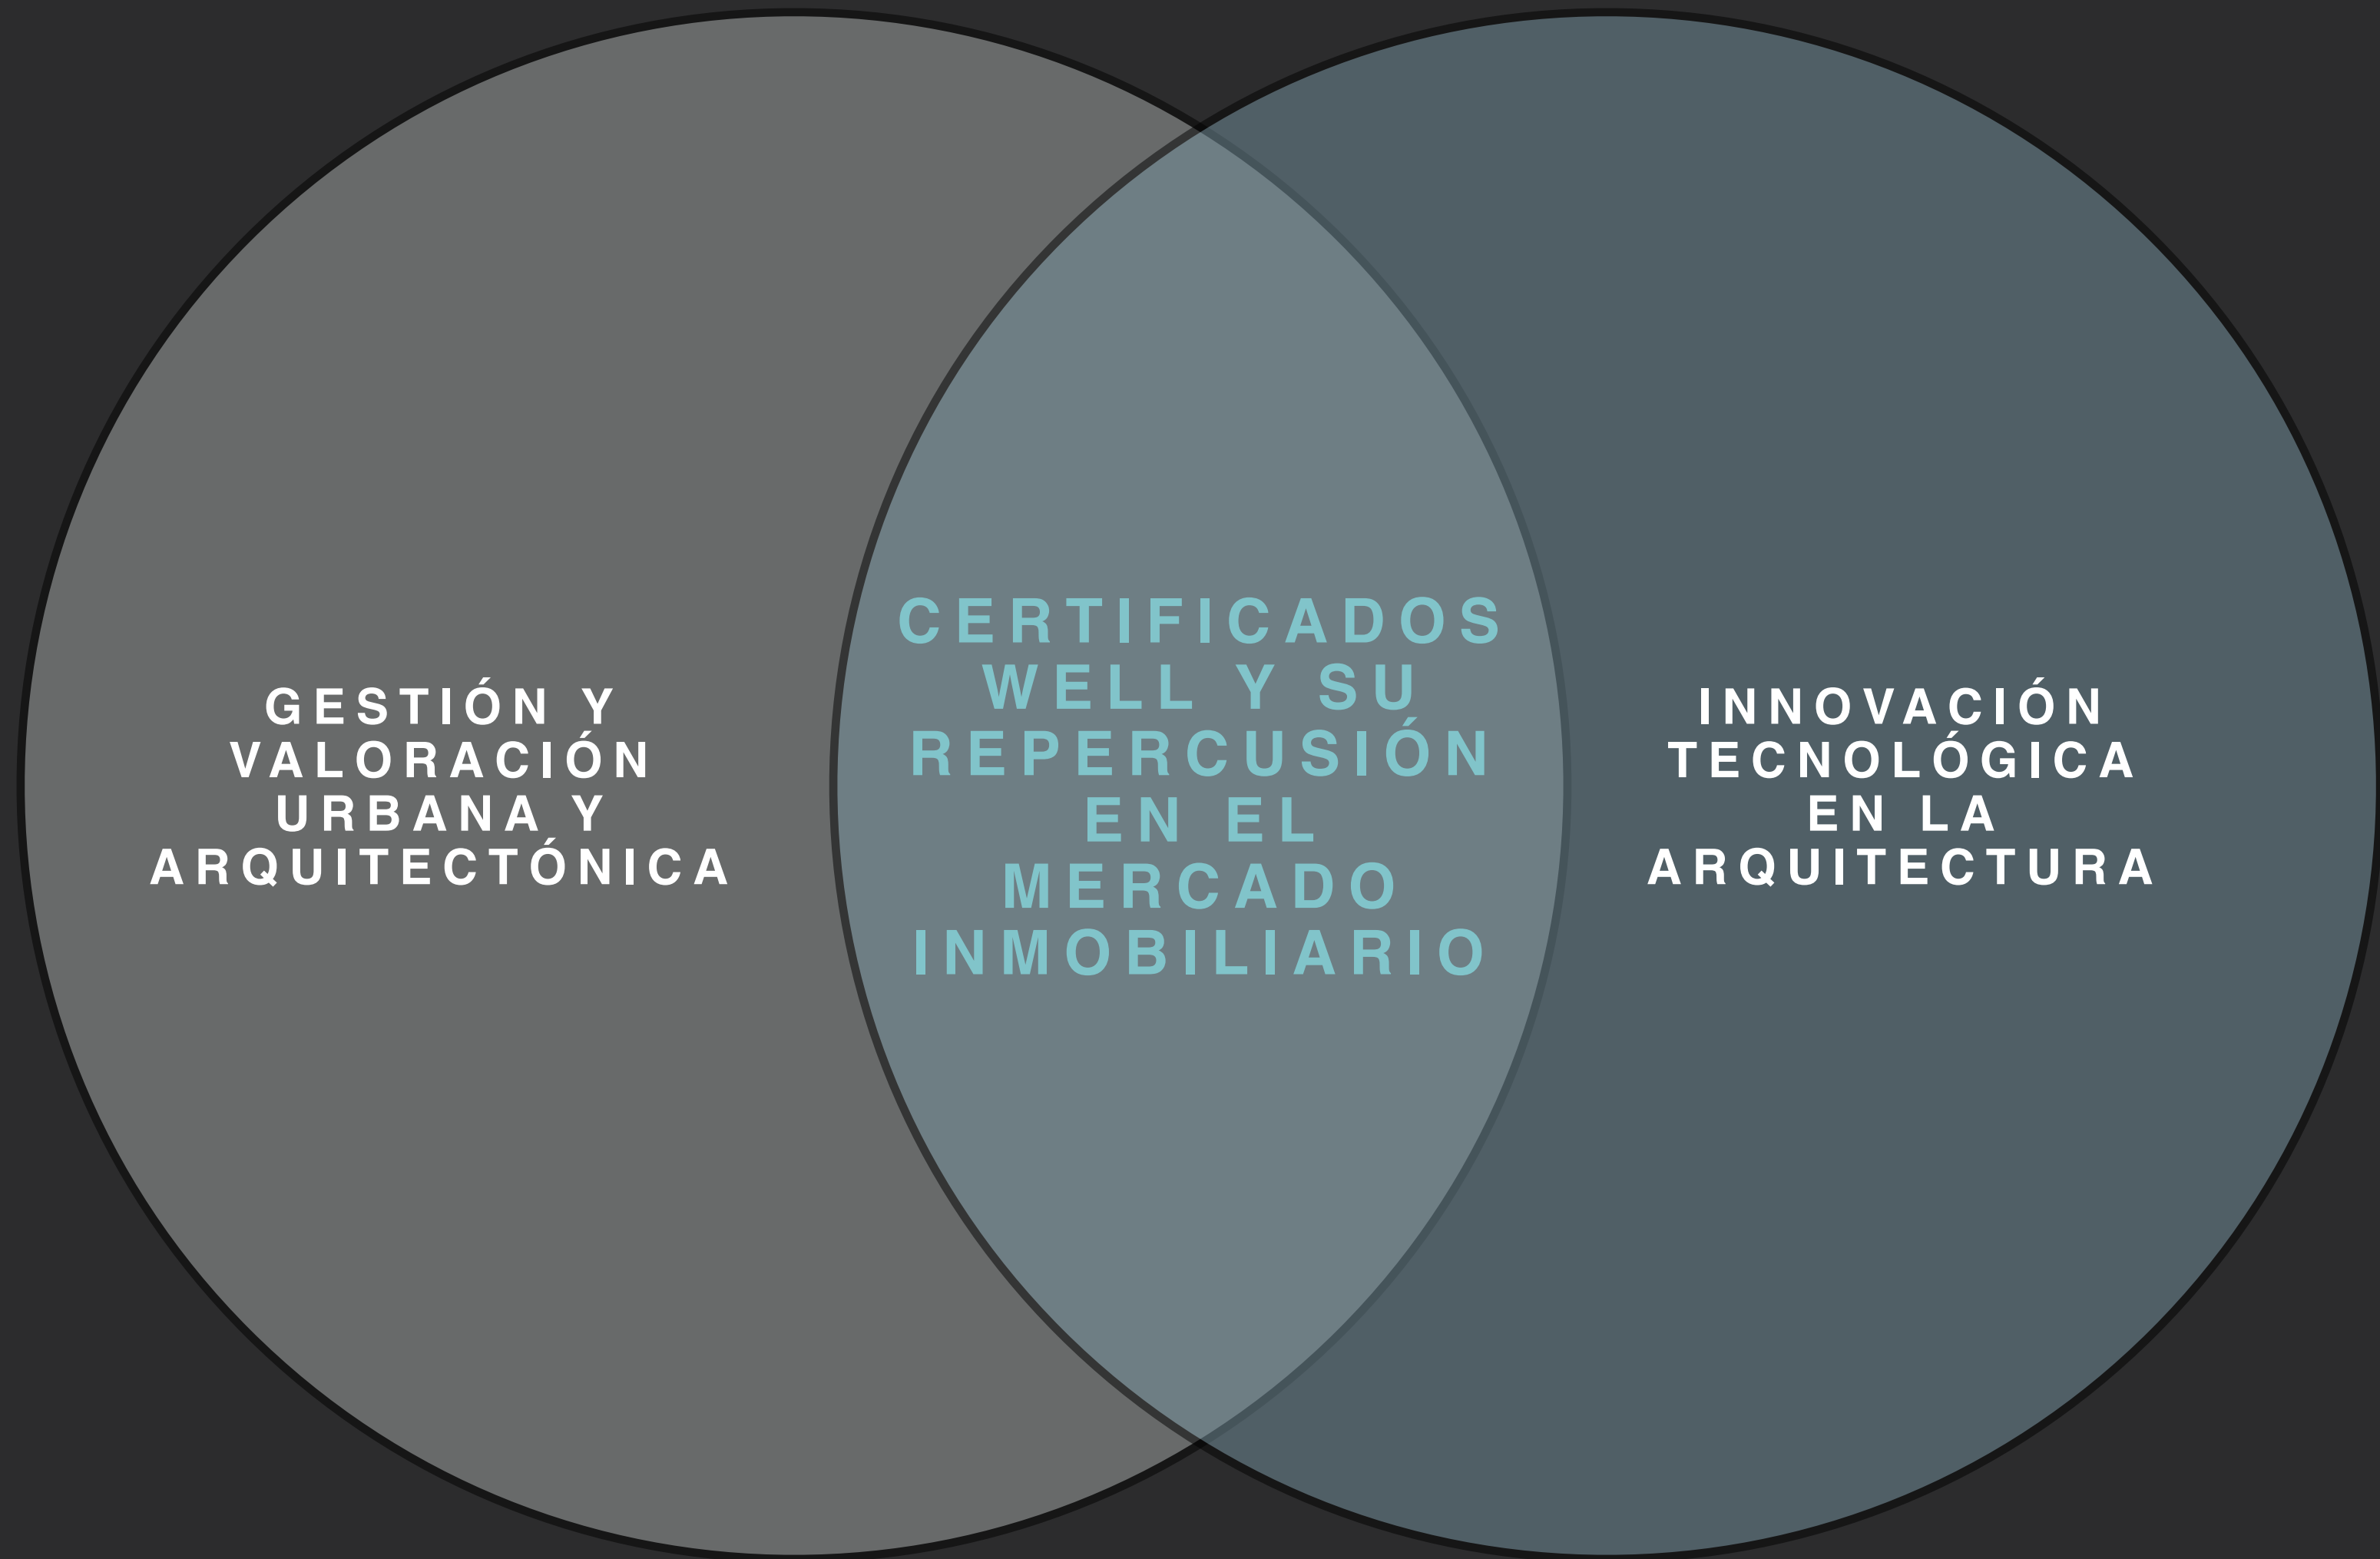 GESTIÓN Y
VALORACIÓN
URBANA Y
ARQUITECTÓNICA
CERTIFICADOS
WELL Y SU
REPERCUSIÓN
EN EL
MERCADO
INMOBILIARIO
INNOVACIÓN
TECNOLÓGICA
EN LA
ARQUITECTURA